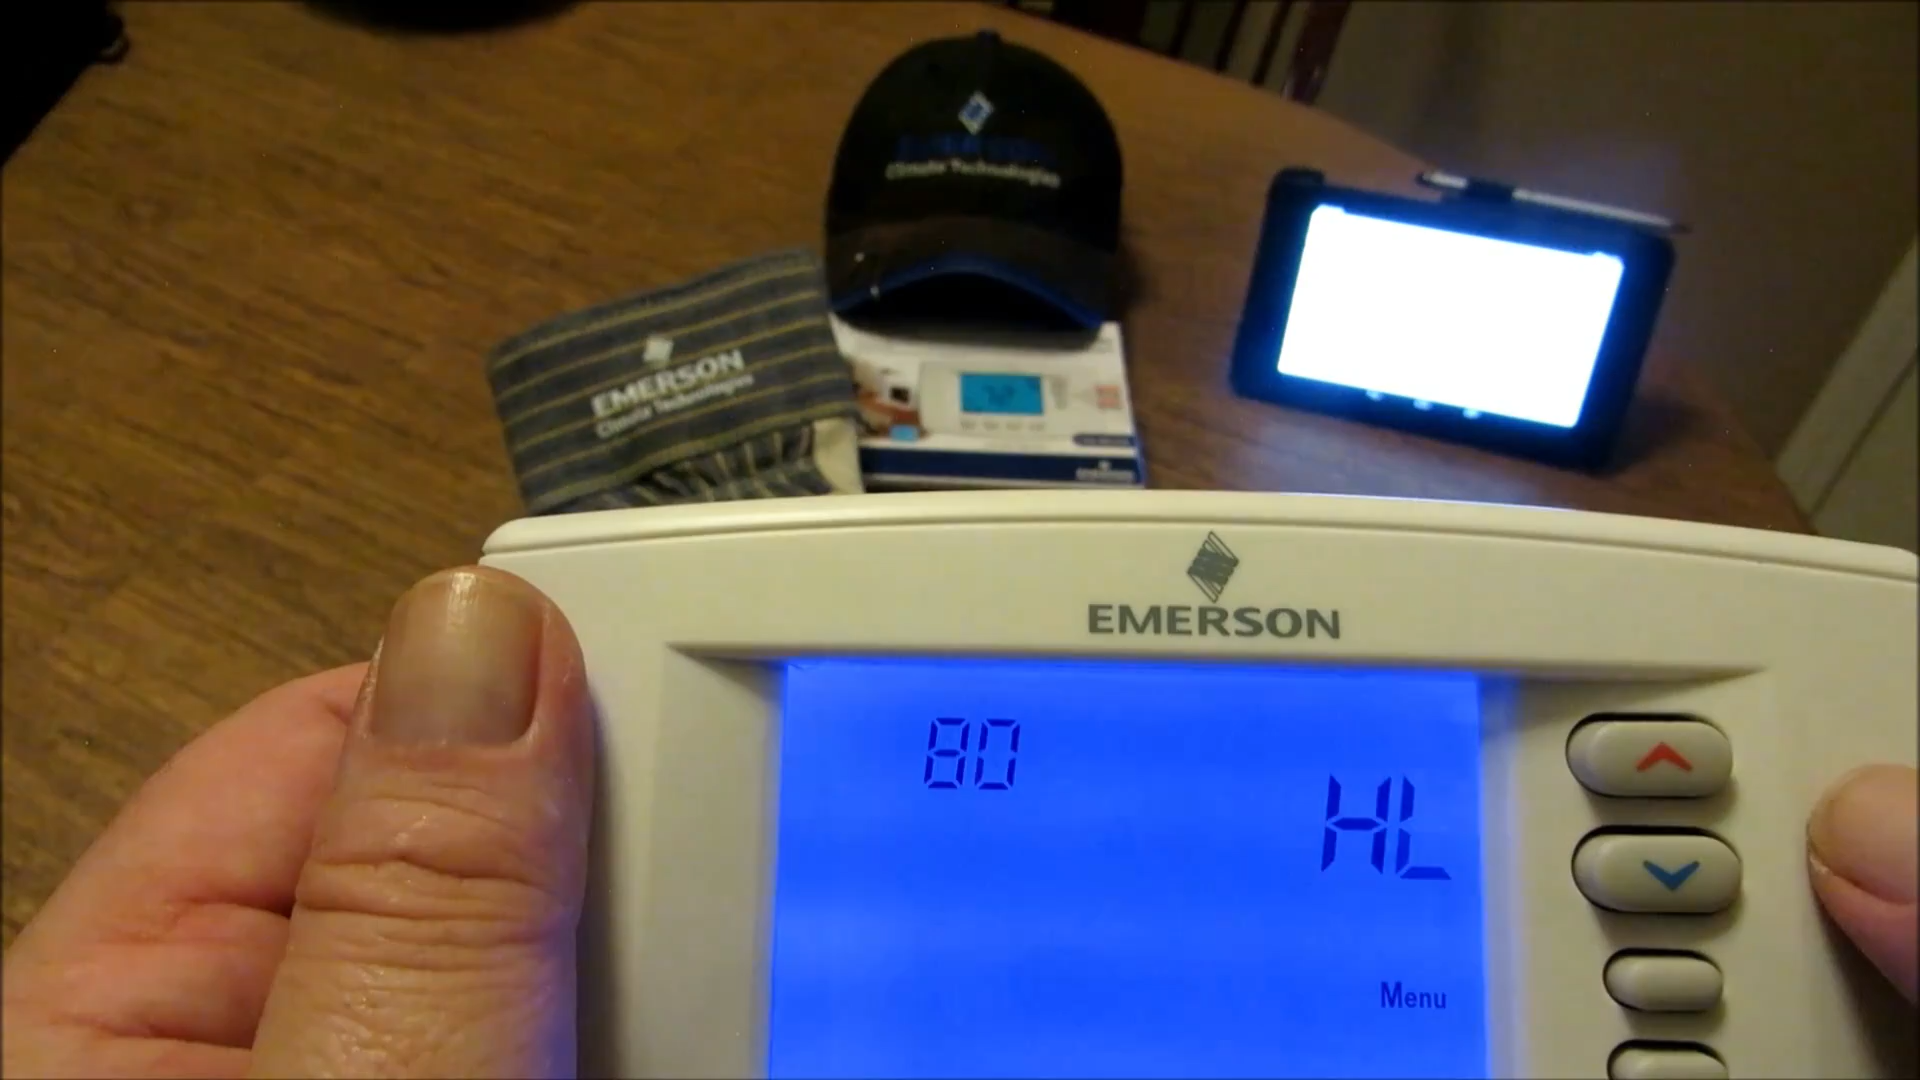 Climate Technologies
EMERSON
Climate Technologies
EMERSON
80
HL
Menu